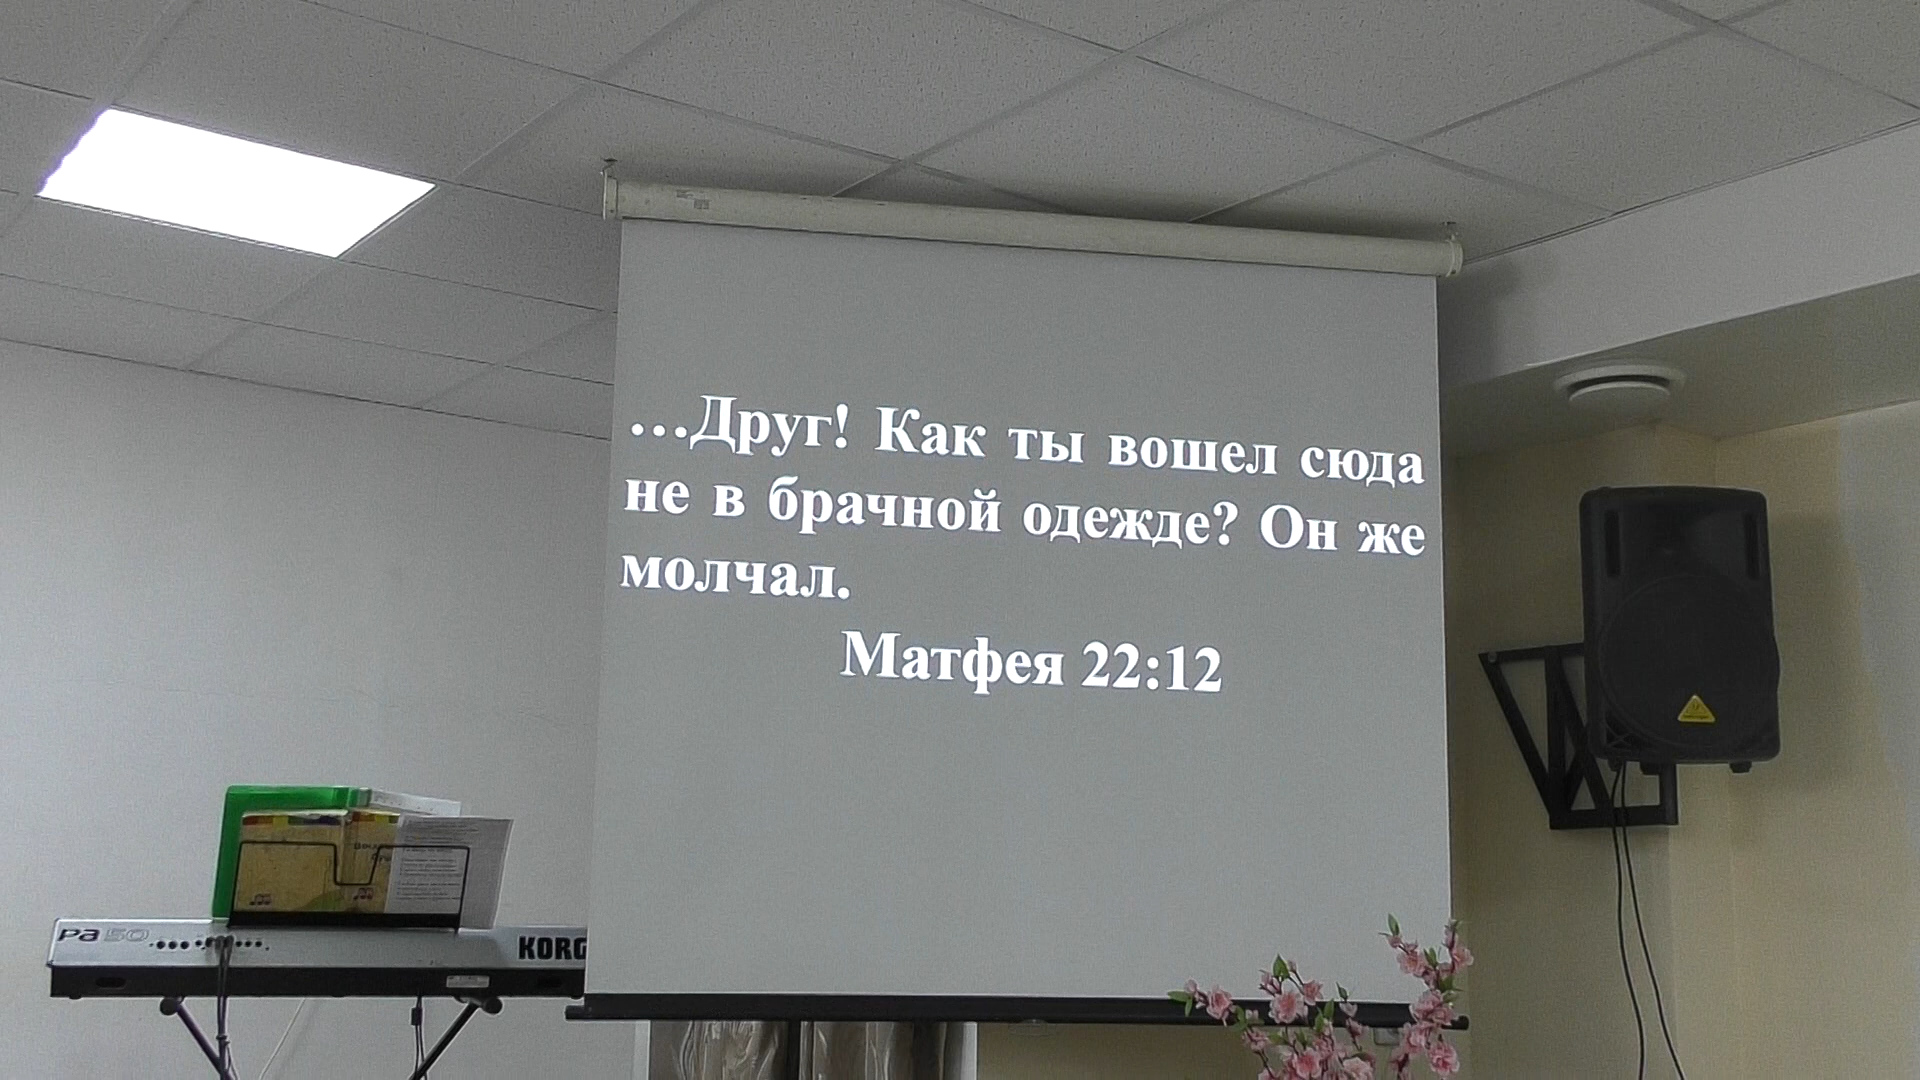 …Друг! Как ты вошел сюда
не в брачной одежде? Он же
молчал.
Матфея 22:12
Pa 50
KORG